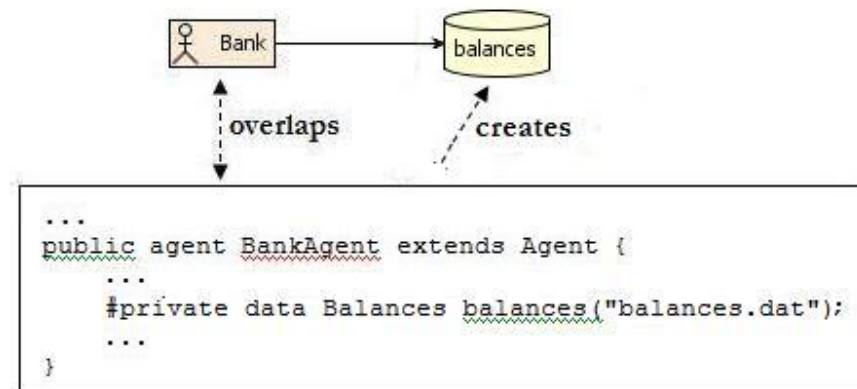 Bank
balances
overlaps
creates
...
public agent BankAgent extends Agent {
...
#private data Balances balances("balances.dat");
...
}